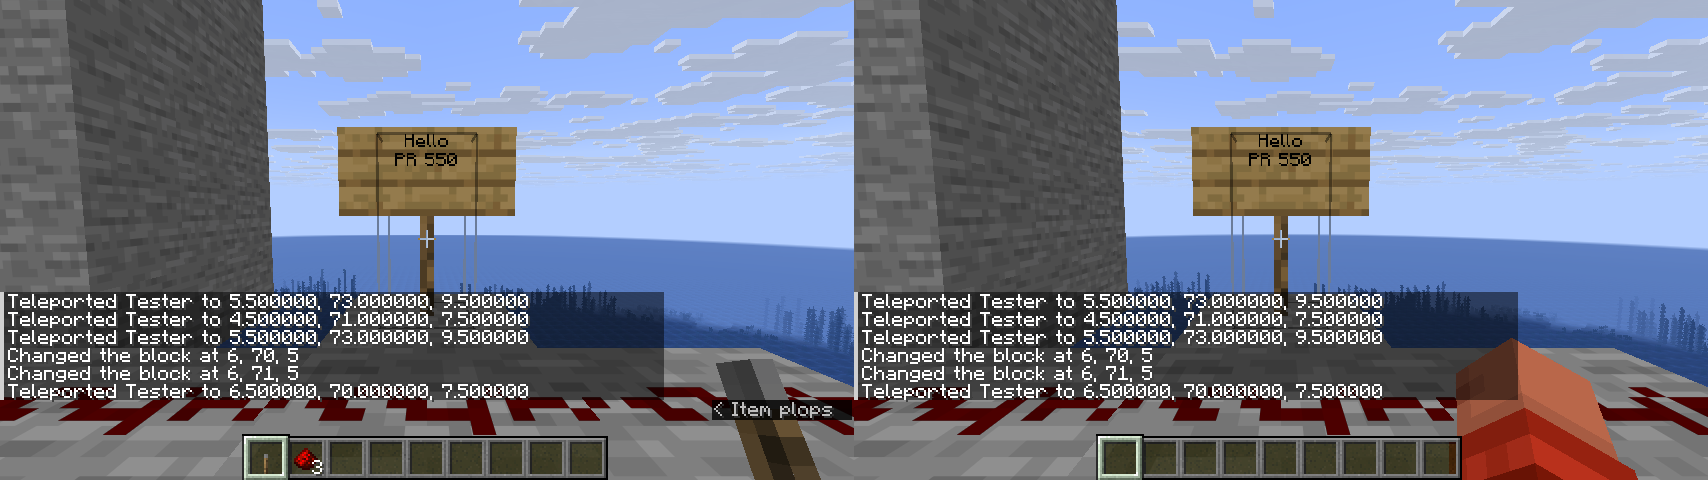 Hello
PR 550
Teleported Tester to 5.500000, 73.000000, 9.500000
Teleported Tester to 4.500000, 71.000000, 7.500000
Teleported Tester to 5.500000, 73.000000, 9.500000
Changed the block at 6, 70, 5
Changed the block at 6, 71, 5
Teleported Tester to 6.500000, 70.000000, 7.500000
< Item plops
3
Hello
PR 550
Teleported Tester to 5.500000, 73.000000, 9.500000
Teleported Tester to 4.500000, 71.000000, 7.500000
Teleported Tester to 5.500000, 73.000000, 9.500000
Changed the block at 6, 70, 5
Changed the block at 6, 71, 5
Teleported Tester to 6.500000, 70.000000, 7.500000